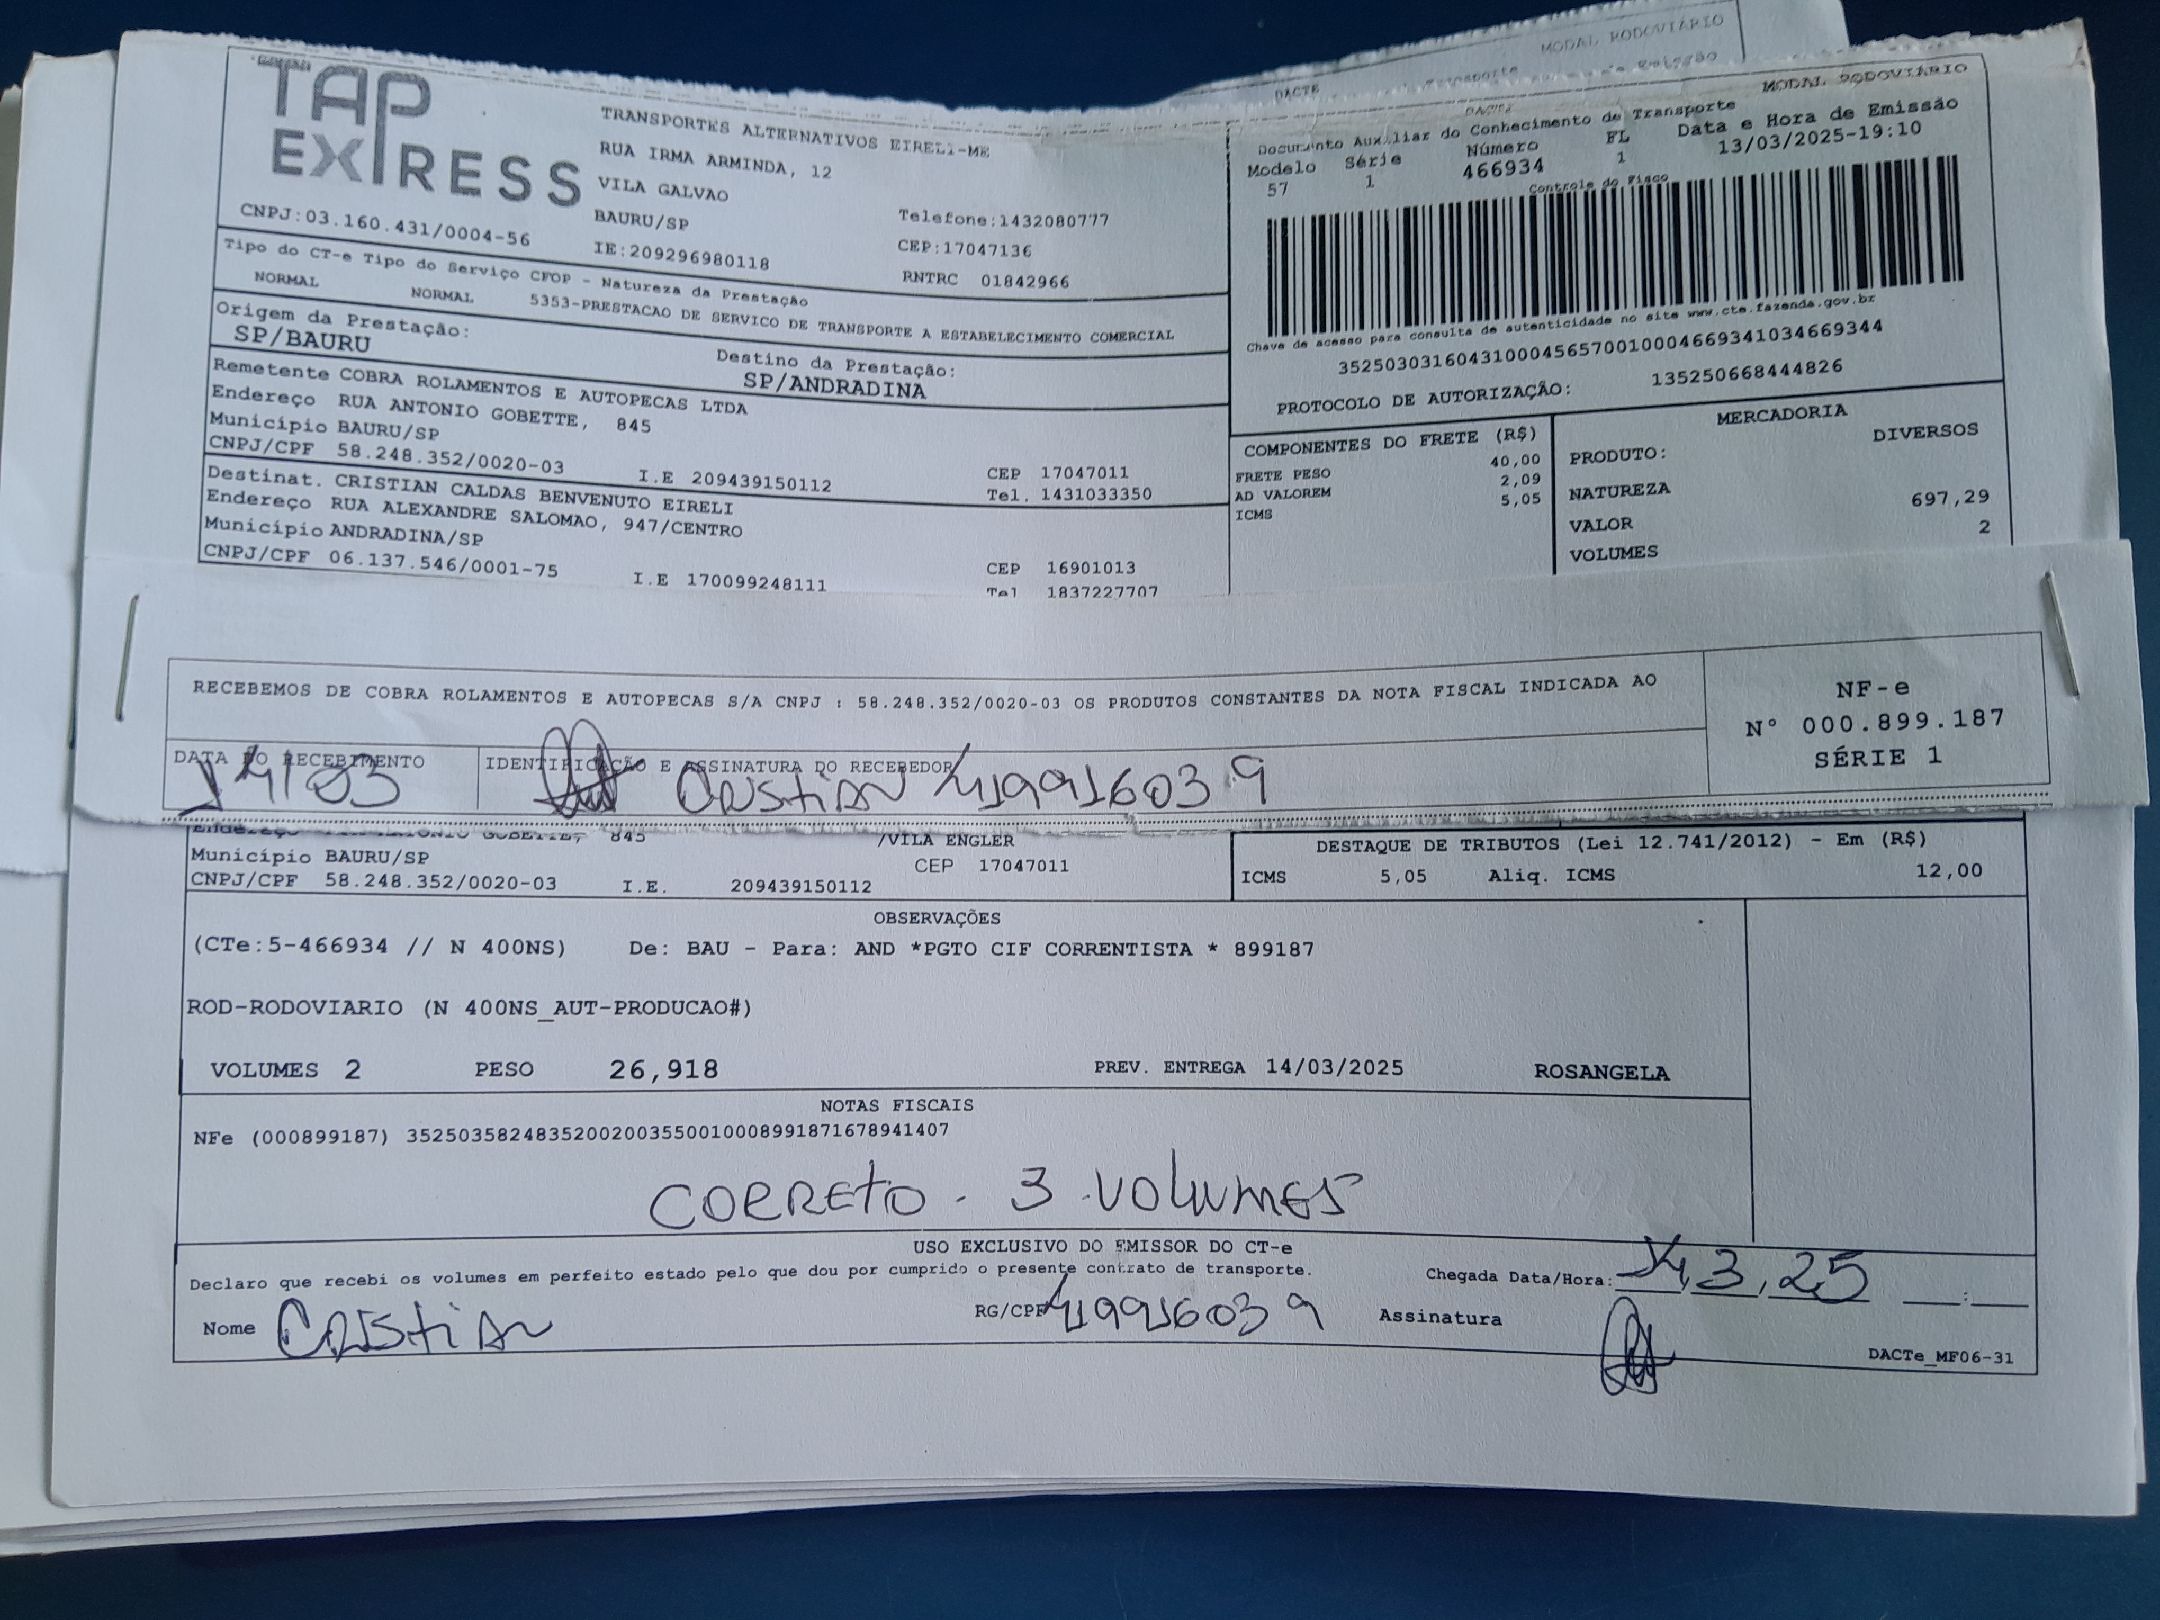 MODAL RODOVIÁRIO
DACTE
TAP
EXPRESS
TRANSPORTES ALTERNATIVOS EIRELI-ME
RUA IRMA ARMINDA, 12
VILA GALVAO
BAURU/SP Telefone:1432080777
CNPJ:03.160.431/0004-56 IE:209296980118 CEP:17047136
RNTRC 01842966
Tipo do CT-e Tipo do Serviço CFOP - Natureza da Prestação
NORMAL NORMAL 5353-PRESTACAO DE SERVICO DE TRANSPORTE A ESTABELECIMENTO COMERCIAL
Origem da Prestação: Destino da Prestação:
SP/BAURU SP/ANDRADINA
Remetente COBRA ROLAMENTOS E AUTOPECAS LTDA
Endereço RUA ANTONIO GOBETTE, 845
Município BAURU/SP CEP 17047011
CNPJ/CPF 58.248.352/0020-03 I.E 209439150112 Tel. 1431033350
Destinat. CRISTIAN CALDAS BENVENUTO EIRELI
Endereço RUA ALEXANDRE SALOMAO, 947/CENTRO
Município ANDRADINA/SP CEP 16901013
CNPJ/CPF 06.137.546/0001-75 I.E 170099248111 Tel 1837227707
DACTE MODAL RODOVIÁRIO
Documento Auxiliar do Conhecimento de Transporte
Modelo Série Número FL Data e Hora de Emissão
57 1 466934 1 13/03/2025-19:10
Controle do Fisco
Chave de acesso para consulta de autenticidade no site www.cte.fazenda.gov.br
35250303160431000456570010004669341034669344
PROTOCOLO DE AUTORIZAÇÃO: 135250668444826
COMPONENTES DO FRETE (R$)
FRETE PESO 40,00
AD VALOREM 2,09
ICMS 5,05
MERCADORIA
PRODUTO: DIVERSOS
NATUREZA
VALOR 697,29
VOLUMES 2
RECEBEMOS DE COBRA ROLAMENTOS E AUTOPECAS S/A CNPJ : 58.248.352/0020-03 OS PRODUTOS CONSTANTES DA NOTA FISCAL INDICADA AO
NF-e
N° 000.899.187
SÉRIE 1
DATA DO RECEBIMENTO IDENTIFICAÇÃO E ASSINATURA DO RECEBEDOR
14/03 CRISTIAN 419916039
Endereço RUA ANTONIO GOBETTE, 845 /VILA ENGLER
Município BAURU/SP CEP 17047011
CNPJ/CPF 58.248.352/0020-03 I.E. 209439150112
DESTAQUE DE TRIBUTOS (Lei 12.741/2012) - Em (R$)
ICMS 5,05 Aliq. ICMS 12,00
OBSERVAÇÕES
(CTe:5-466934 // N 400NS) De: BAU - Para: AND *PGTO CIF CORRENTISTA * 899187
ROD-RODOVIARIO (N 400NS_AUT-PRODUCAO#)
VOLUMES 2 PESO 26,918 PREV. ENTREGA 14/03/2025 ROSANGELA
NOTAS FISCAIS
NFe (000899187) 35250358248352002003550010008991871678941407
CORRETO - 3 VOLUMES
USO EXCLUSIVO DO EMISSOR DO CT-e
Declaro que recebi os volumes em perfeito estado pelo que dou por cumprido o presente contrato de transporte. Chegada Data/Hora: 14, 3, 25 ___:___
Nome CRISTIAN RG/CPF 419916039 Assinatura
DACTe_MF06-31